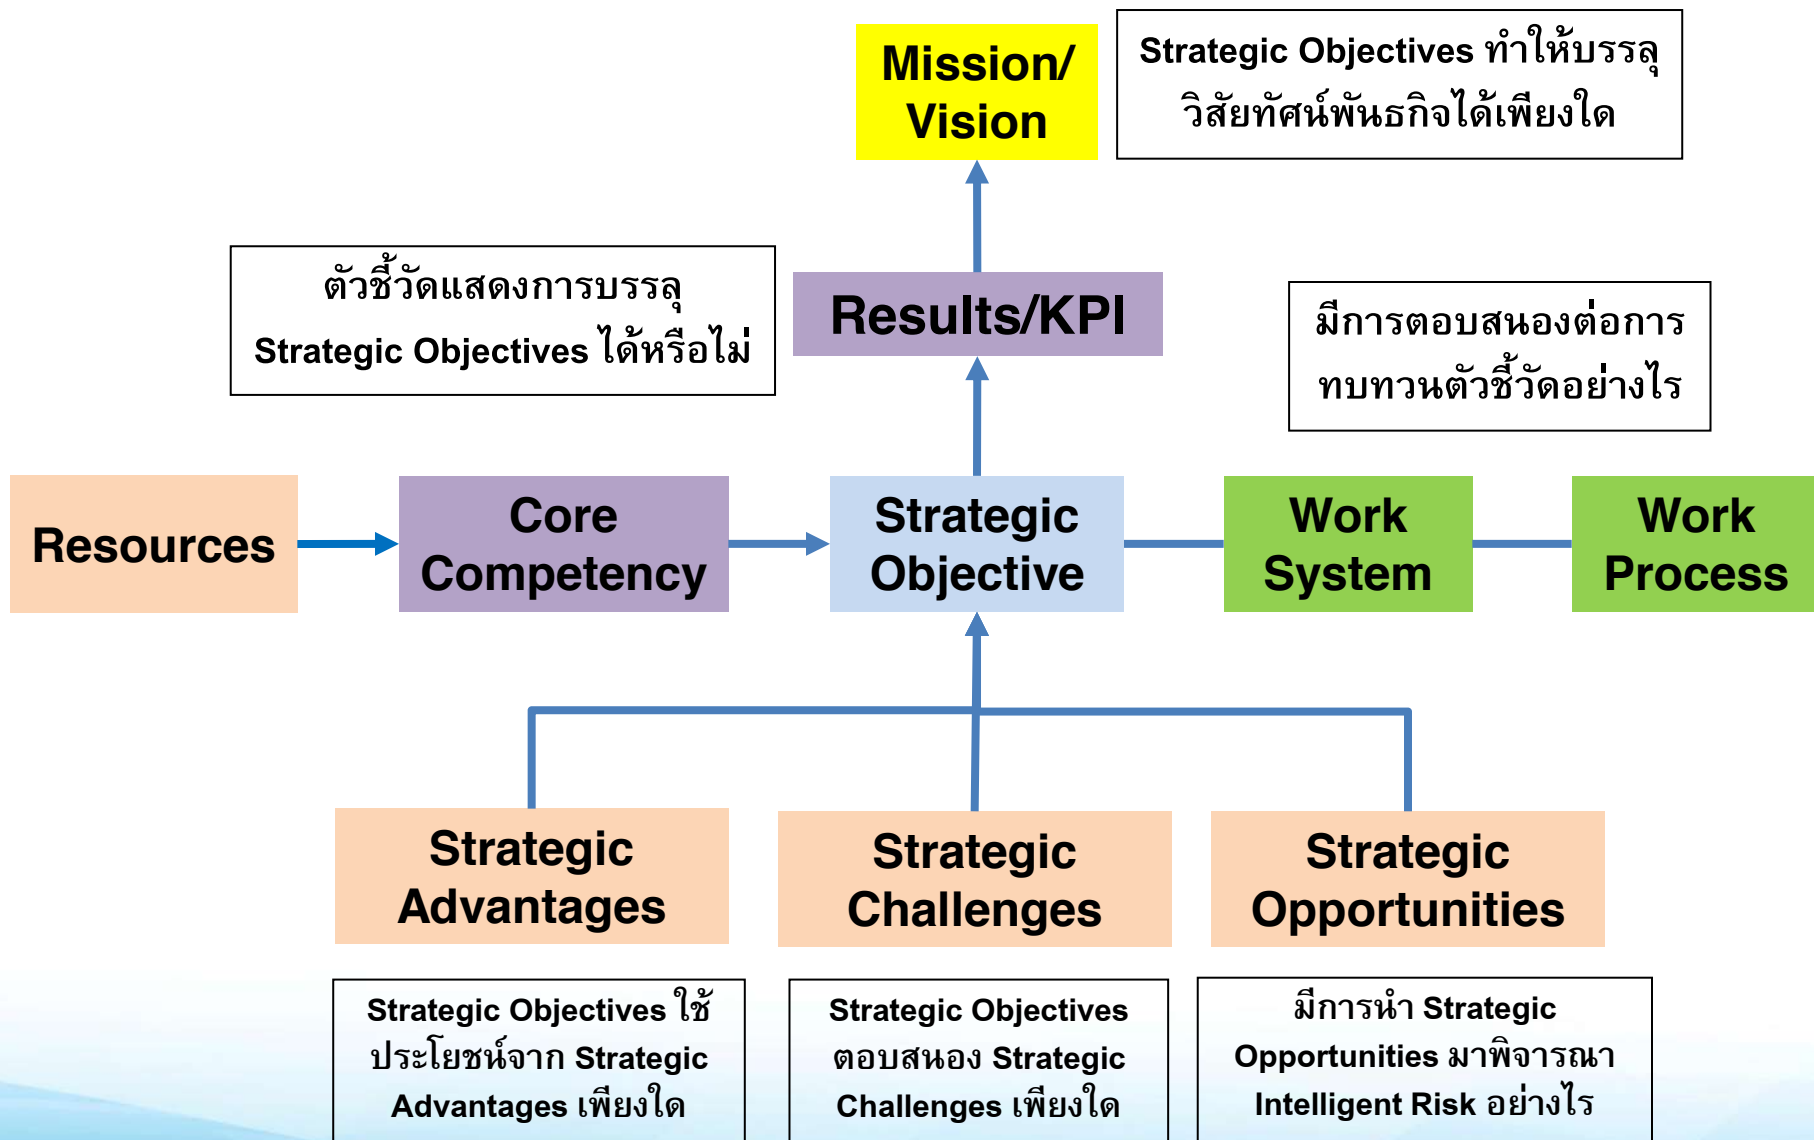 Mission/
Vision
Strategic Objectives ทำให้บรรลุ
วิสัยทัศน์พันธกิจได้เพียงใด
ตัวชี้วัดแสดงการบรรลุ
Strategic Objectives ได้หรือไม่
Results/KPI
มีการตอบสนองต่อการ
ทบทวนตัวชี้วัดอย่างไร
Resources
Core
Competency
Strategic
Objective
Work
System
Work
Process
Strategic
Advantages
Strategic
Challenges
Strategic
Opportunities
Strategic Objectives ใช้
ประโยชน์จาก Strategic
Advantages เพียงใด
Strategic Objectives
ตอบสนอง Strategic
Challenges เพียงใด
มีการนำ Strategic
Opportunities มาพิจารณา
Intelligent Risk อย่างไร